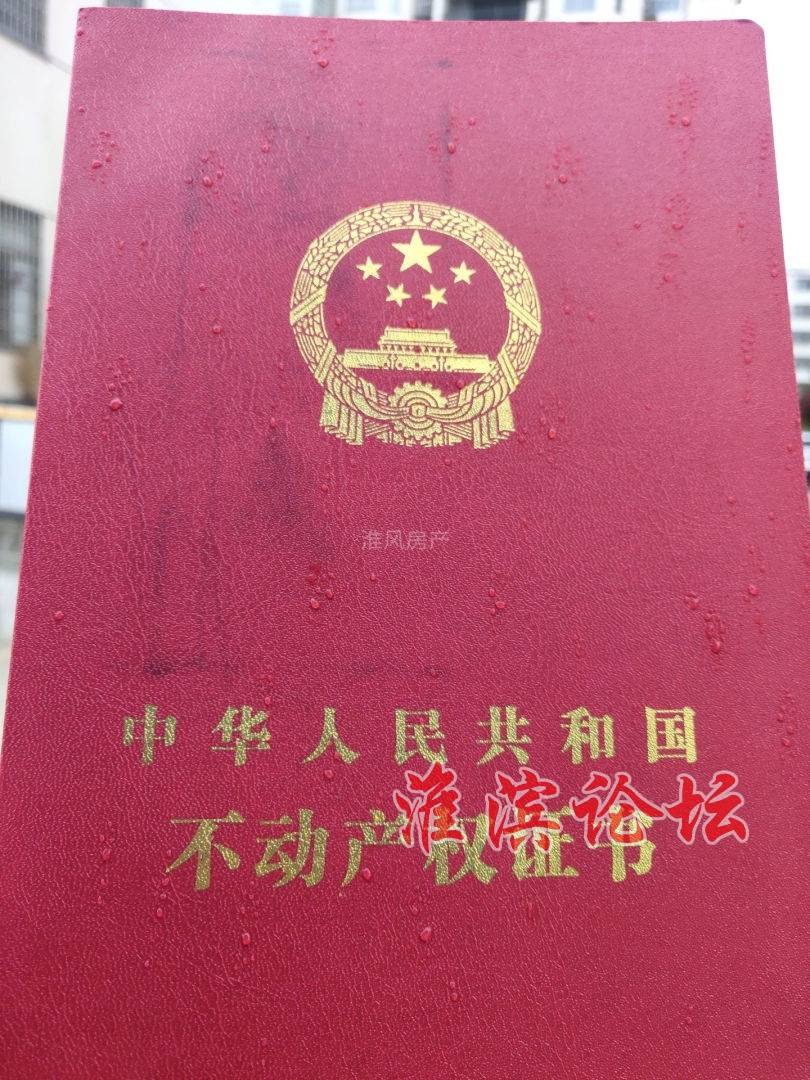 淮风房产
中华人民共和国
淮滨论坛
不动产权证书